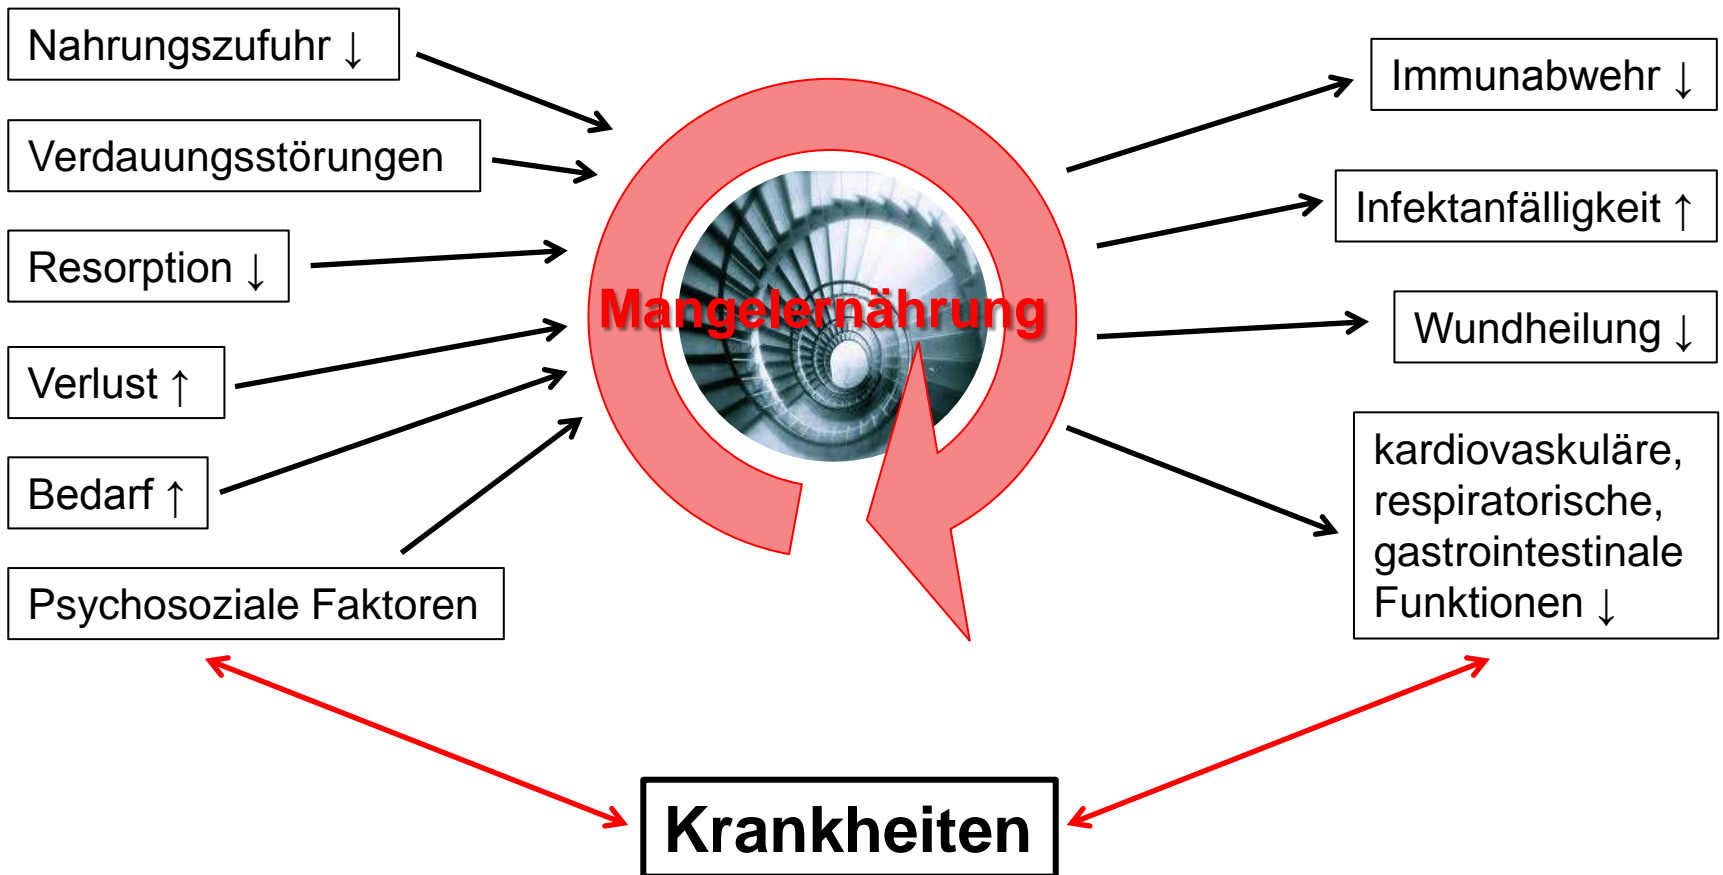 Nahrungszufuhr ↓
Verdauungsstörungen
Resorption ↓
Verlust ↑
Bedarf ↑
Psychosoziale Faktoren
Mangelernährung
Immunabwehr ↓
Infektanfälligkeit ↑
Wundheilung ↓
kardiovaskuläre,
respiratorische,
gastrointestinale
Funktionen ↓
Krankheiten